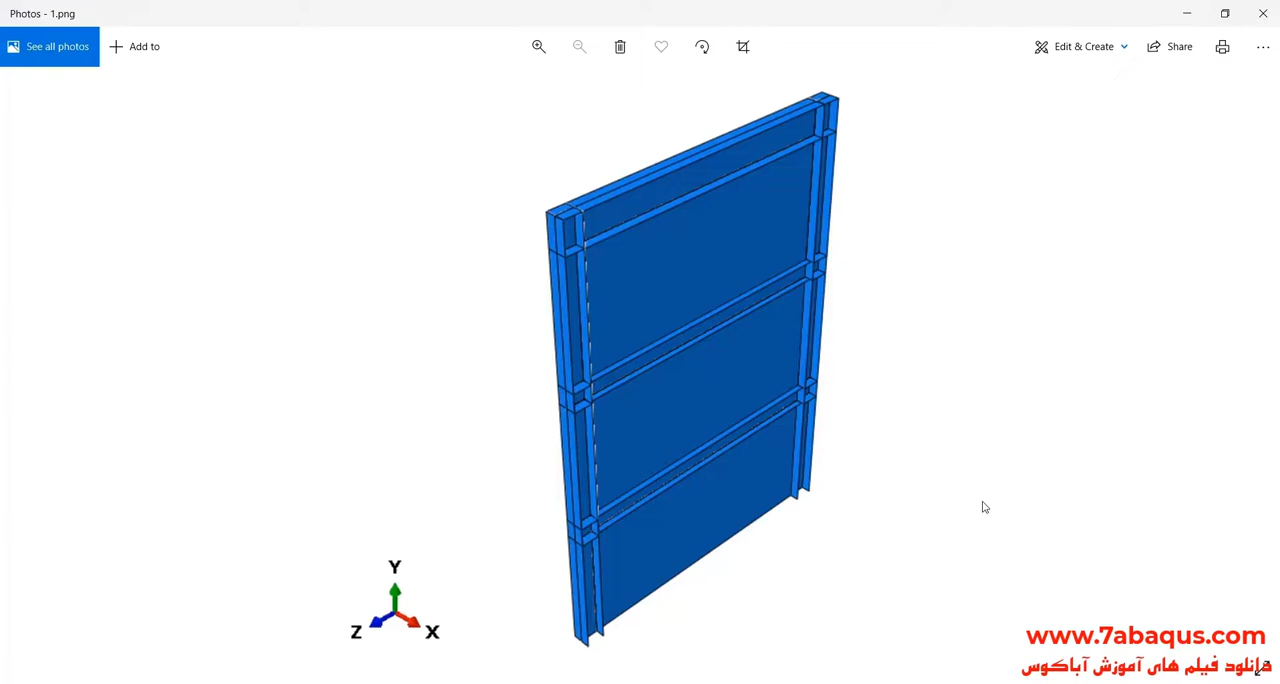 Photos - 1.png
See all photos
Add to
Edit & Create
Share
Y
Z
X
www.7abaqus.com
دانلود فیلم های آموزش آباکوس